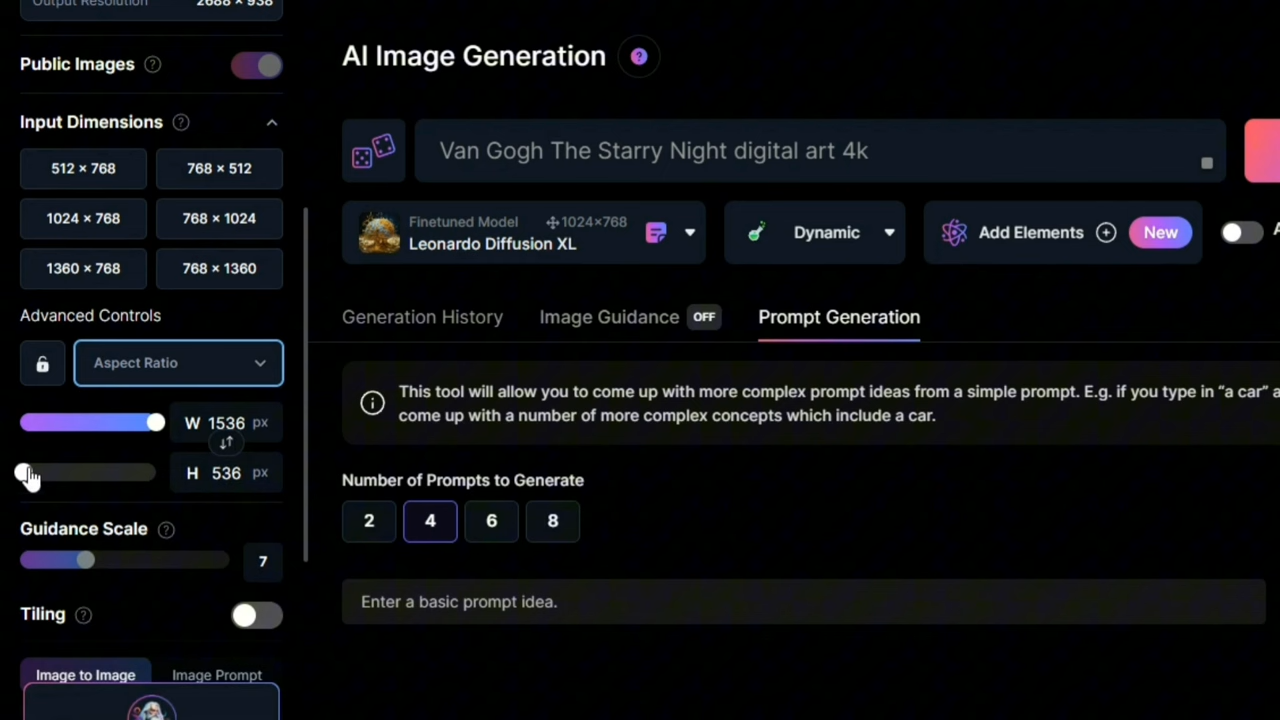 Output Resolution 2688 × 938
Public Images ?
Input Dimensions ?
512 × 768 768 × 512
1024 × 768 768 × 1024
1360 × 768 768 × 1360
Advanced Controls
Aspect Ratio
W 1536 px
H 536 px
Guidance Scale ?
7
Tiling ?
Image to Image Image Prompt
AI Image Generation ?
Van Gogh The Starry Night digital art 4k
Finetuned Model 1024×768
Leonardo Diffusion XL
Dynamic
Add Elements New
Generation History Image Guidance OFF Prompt Generation
This tool will allow you to come up with more complex prompt ideas from a simple prompt. E.g. if you type in “a car” a
come up with a number of more complex concepts which include a car.
Number of Prompts to Generate
2 4 6 8
Enter a basic prompt idea.